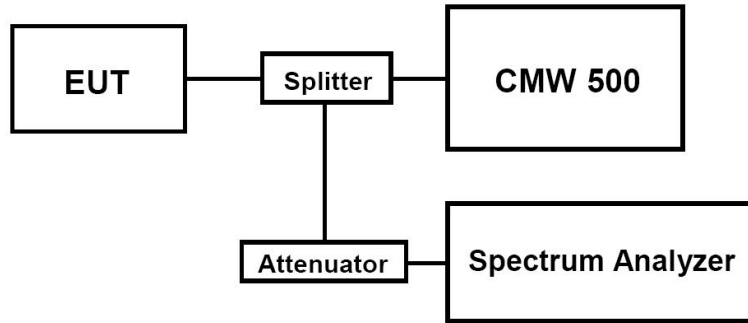 EUT
Splitter
CMW 500
Attenuator
Spectrum Analyzer